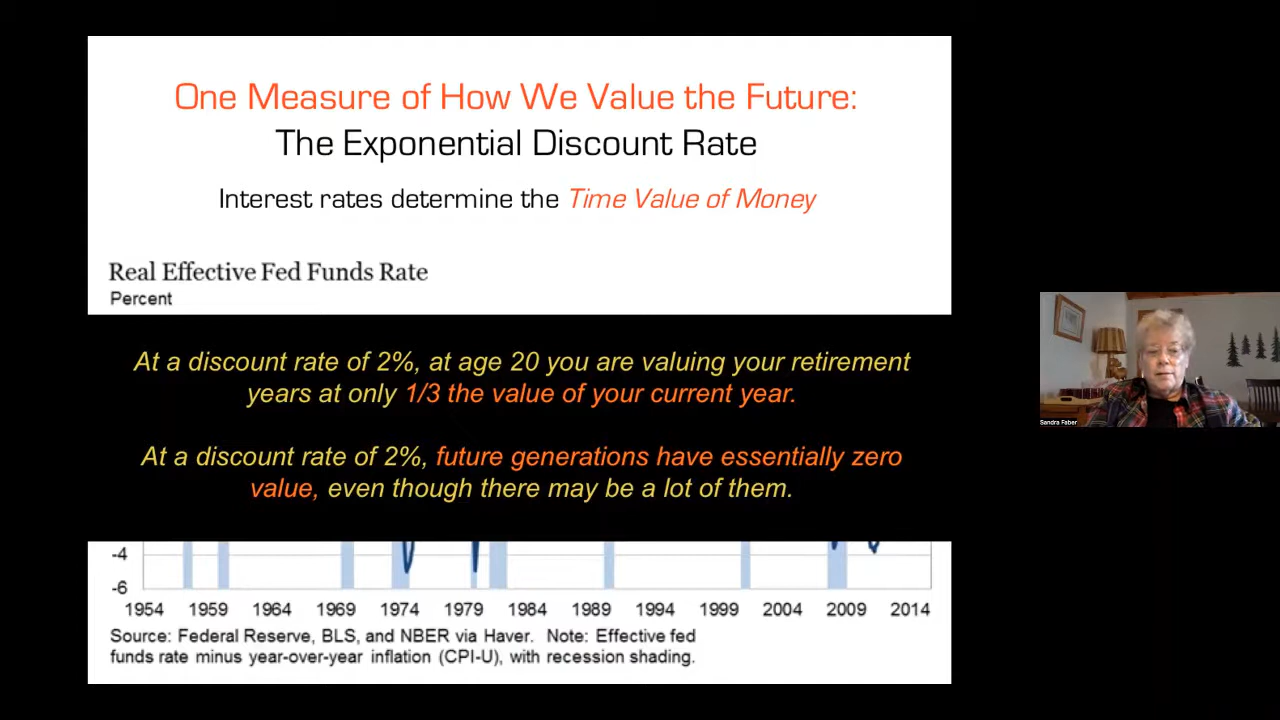 One Measure of How We Value the Future:
The Exponential Discount Rate
Interest rates determine the Time Value of Money
Real Effective Fed Funds Rate
Percent
At a discount rate of 2%, at age 20 you are valuing your retirement
years at only 1/3 the value of your current year.
At a discount rate of 2%, future generations have essentially zero
value, even though there may be a lot of them.
-4
-6
1954 1959 1964 1969 1974 1979 1984 1989 1994 1999 2004 2009 2014
Source: Federal Reserve, BLS, and NBER via Haver. Note: Effective fed
funds rate minus year-over-year inflation (CPI-U), with recession shading.
Sandra Faber